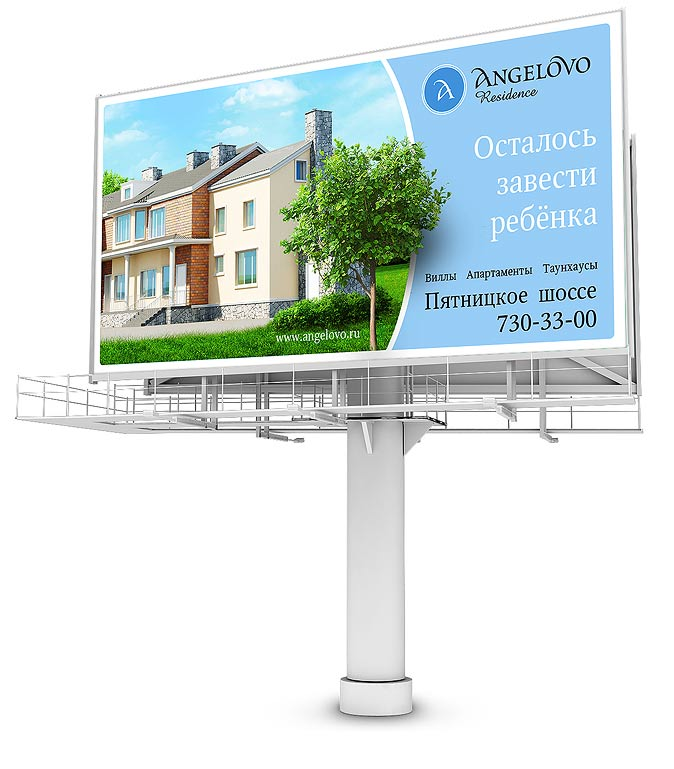 ANGELOVO
Residence
Осталось
завести
ребёнка
Виллы Апартаменты Таунхаусы
Пятницкое шоссе
730-33-00
www.angelovo.ru